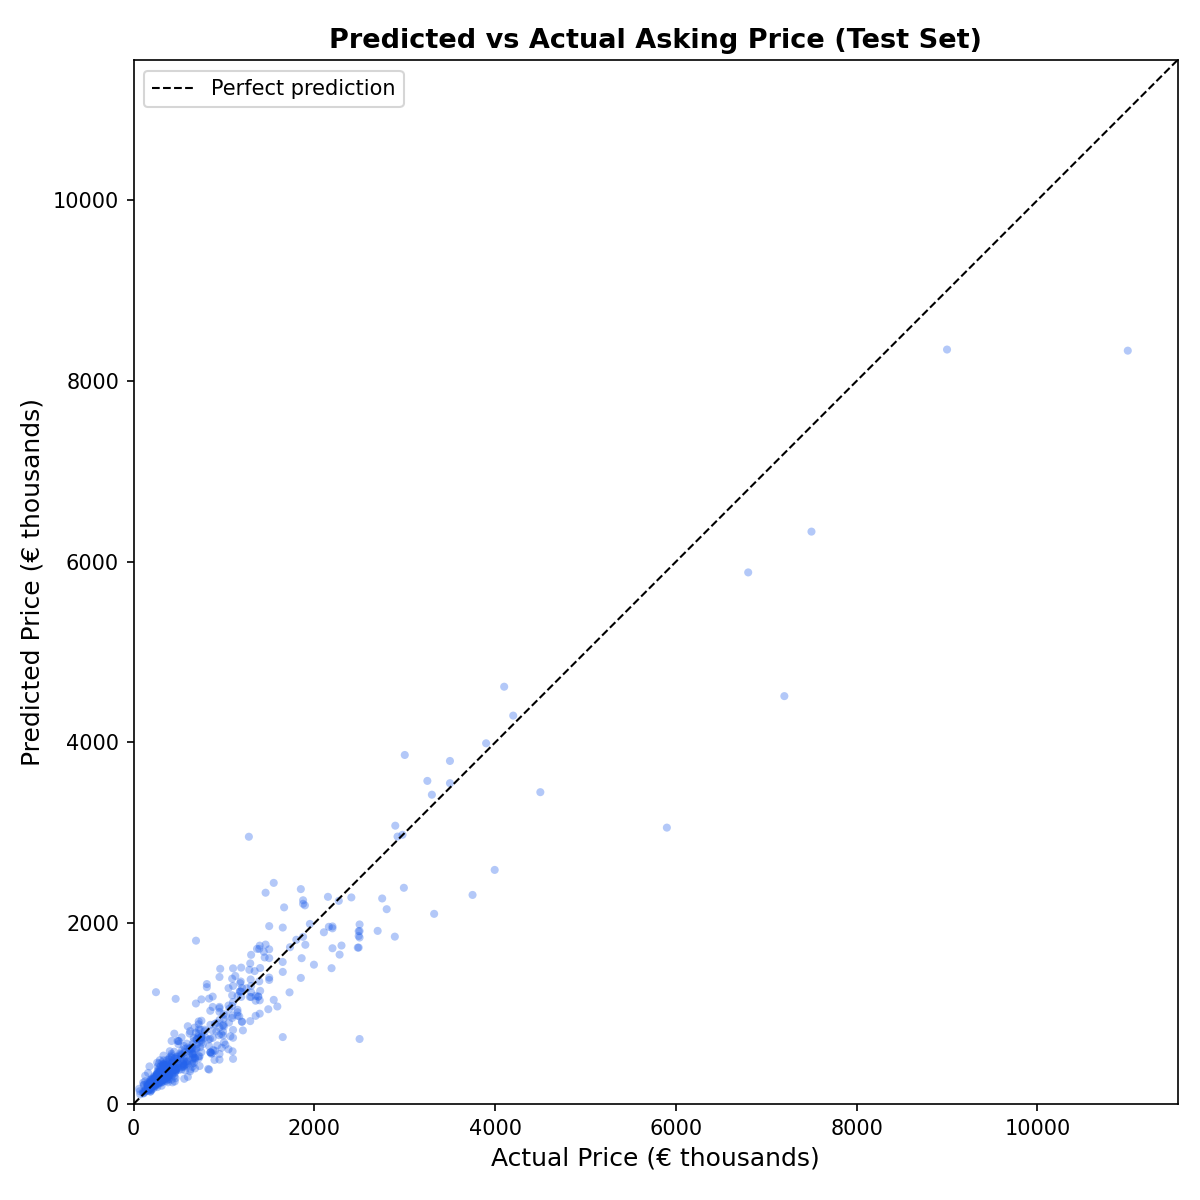 Predicted vs Actual Asking Price (Test Set)
Perfect prediction
10000
8000
6000
4000
2000
0
Predicted Price (€ thousands)
0 2000 4000 6000 8000 10000
Actual Price (€ thousands)